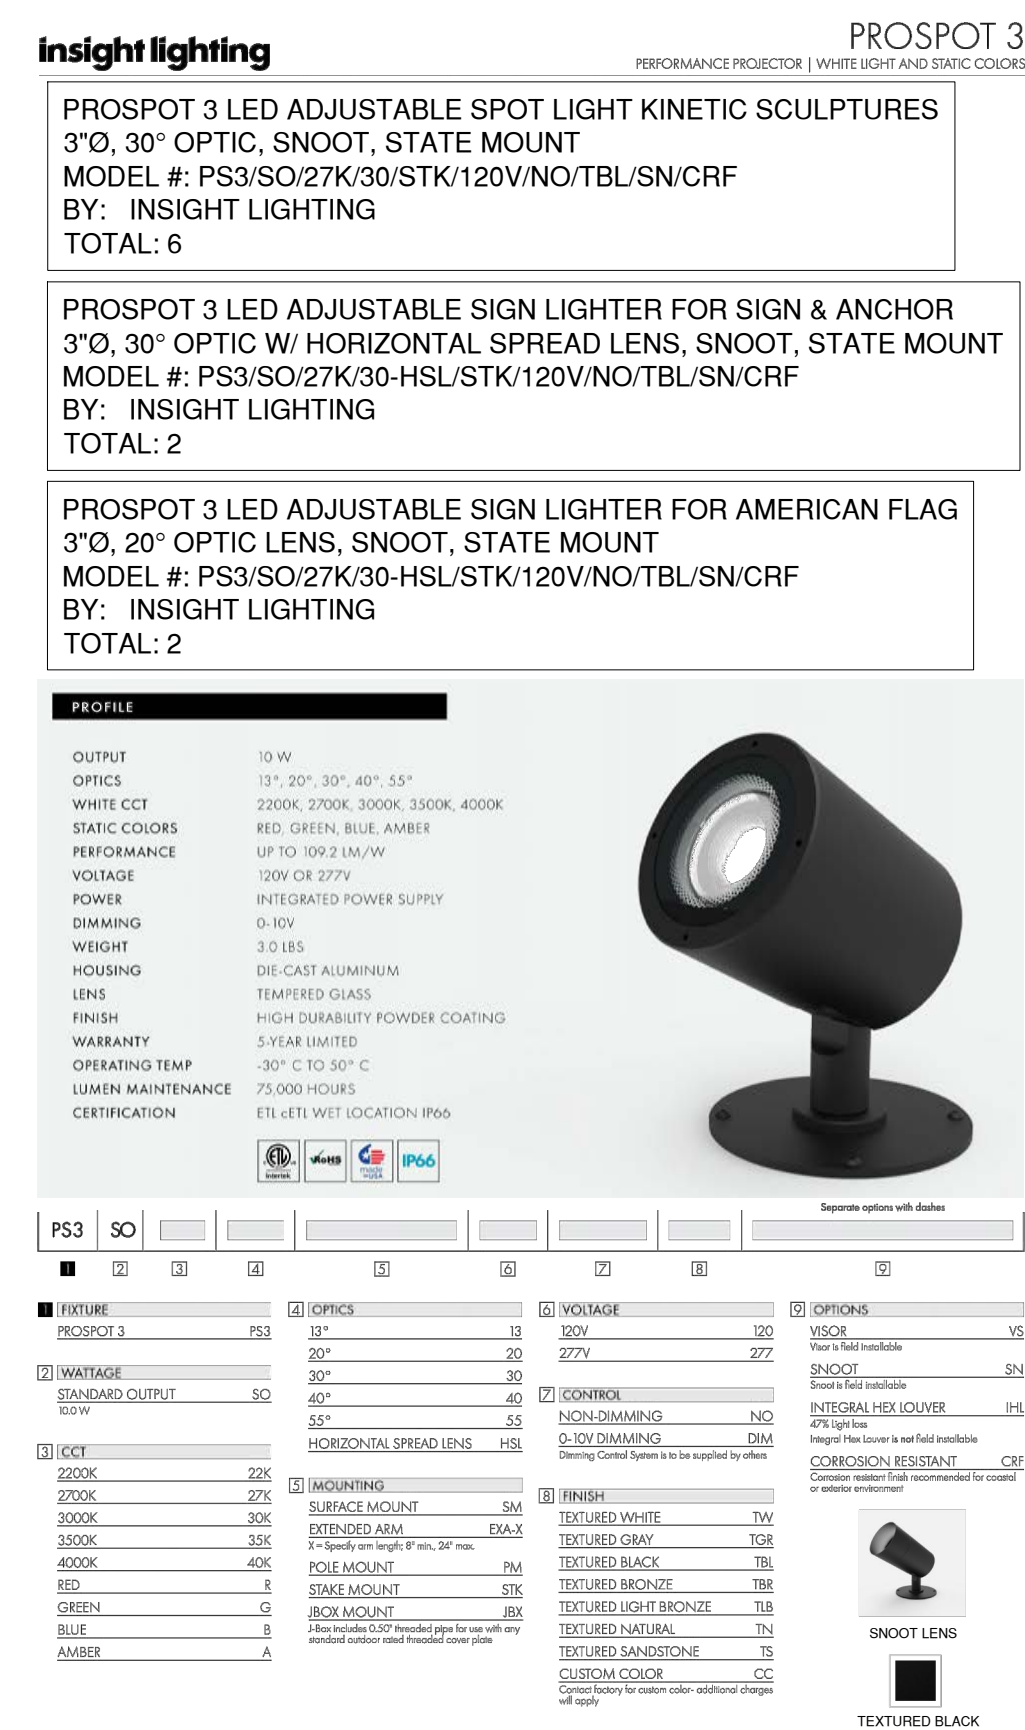 insight lighting
PROSPOT 3
PERFORMANCE PROJECTOR | WHITE LIGHT AND STATIC COLORS
PROSPOT 3 LED ADJUSTABLE SPOT LIGHT KINETIC SCULPTURES
3"Ø, 30° OPTIC, SNOOT, STATE MOUNT
MODEL #: PS3/SO/27K/30/STK/120V/NO/TBL/SN/CRF
BY: INSIGHT LIGHTING
TOTAL: 6
PROSPOT 3 LED ADJUSTABLE SIGN LIGHTER FOR SIGN & ANCHOR
3"Ø, 30° OPTIC W/ HORIZONTAL SPREAD LENS, SNOOT, STATE MOUNT
MODEL #: PS3/SO/27K/30-HSL/STK/120V/NO/TBL/SN/CRF
BY: INSIGHT LIGHTING
TOTAL: 2
PROSPOT 3 LED ADJUSTABLE SIGN LIGHTER FOR AMERICAN FLAG
3"Ø, 20° OPTIC LENS, SNOOT, STATE MOUNT
MODEL #: PS3/SO/27K/30-HSL/STK/120V/NO/TBL/SN/CRF
BY: INSIGHT LIGHTING
TOTAL: 2
PROFILE
OUTPUT 10 W
OPTICS 13°, 20°, 30°, 40°, 55°
WHITE CCT 2200K, 2700K, 3000K, 3500K, 4000K
STATIC COLORS RED, GREEN, BLUE, AMBER
PERFORMANCE UP TO 109.2 LM/W
VOLTAGE 120V OR 277V
POWER INTEGRATED POWER SUPPLY
DIMMING 0-10V
WEIGHT 3.0 LBS
HOUSING DIE-CAST ALUMINUM
LENS TEMPERED GLASS
FINISH HIGH DURABILITY POWDER COATING
WARRANTY 5-YEAR LIMITED
OPERATING TEMP -30° C TO 50° C
LUMEN MAINTENANCE 75,000 HOURS
CERTIFICATION ETL cETL WET LOCATION IP66
ETL Intertek RoHS made in USA IP66
Separate options with dashes
PS3 SO
1 2 3 4 5 6 7 8 9
1 FIXTURE
PROSPOT 3 PS3
2 WATTAGE
STANDARD OUTPUT SO
10.0 W
3 CCT
2200K 22K
2700K 27K
3000K 30K
3500K 35K
4000K 40K
RED R
GREEN G
BLUE B
AMBER A
4 OPTICS
13° 13
20° 20
30° 30
40° 40
55° 55
HORIZONTAL SPREAD LENS HSL
5 MOUNTING
SURFACE MOUNT SM
EXTENDED ARM EXA-X
X = Specify arm length; 8" min., 24" max.
POLE MOUNT PM
STAKE MOUNT STK
JBOX MOUNT JBX
J-Box includes 0.50" threaded pipe for use with any
standard outdoor rated threaded cover plate
6 VOLTAGE
120V 120
277V 277
7 CONTROL
NON-DIMMING NO
0-10V DIMMING DIM
Dimming Control System is to be supplied by others
8 FINISH
TEXTURED WHITE TW
TEXTURED GRAY TGR
TEXTURED BLACK TBL
TEXTURED BRONZE TBR
TEXTURED LIGHT BRONZE TLB
TEXTURED NATURAL TN
TEXTURED SANDSTONE TS
CUSTOM COLOR CC
Contact factory for custom color- additional charges
will apply
9 OPTIONS
VISOR VS
Visor is field installable
SNOOT SN
Snoot is field installable
INTEGRAL HEX LOUVER IHL
47% Light loss
Integral Hex Louver is not field installable
CORROSION RESISTANT CRF
Corrosion resistant finish recommended for coastal
or exterior environment
SNOOT LENS
TEXTURED BLACK